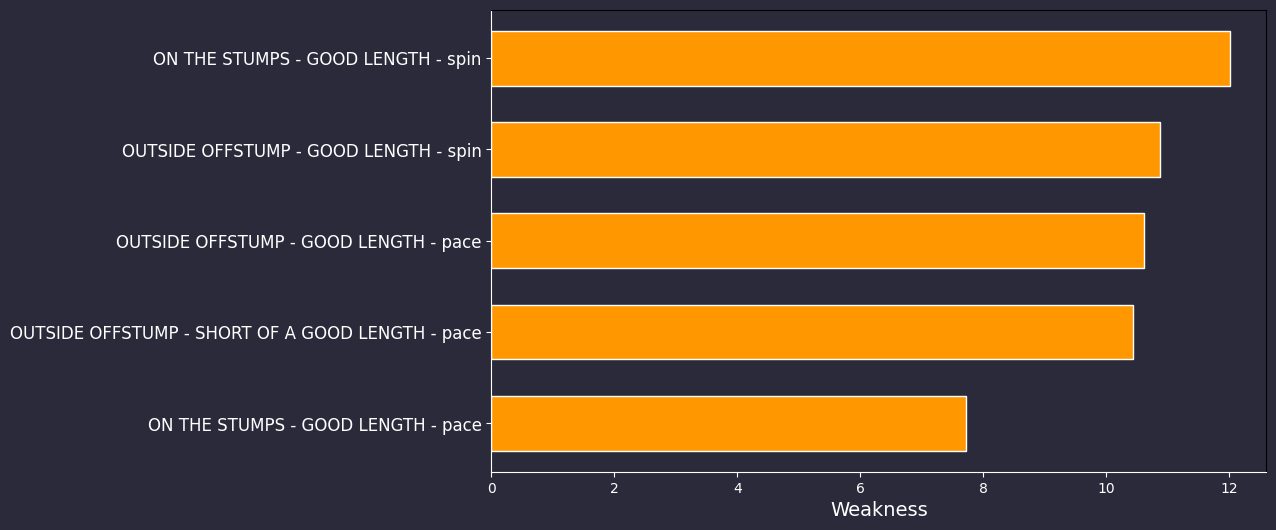 ON THE STUMPS - GOOD LENGTH - spin
OUTSIDE OFFSTUMP - GOOD LENGTH - spin
OUTSIDE OFFSTUMP - GOOD LENGTH - pace
OUTSIDE OFFSTUMP - SHORT OF A GOOD LENGTH - pace
ON THE STUMPS - GOOD LENGTH - pace
0 2 4 6 8 10 12
Weakness